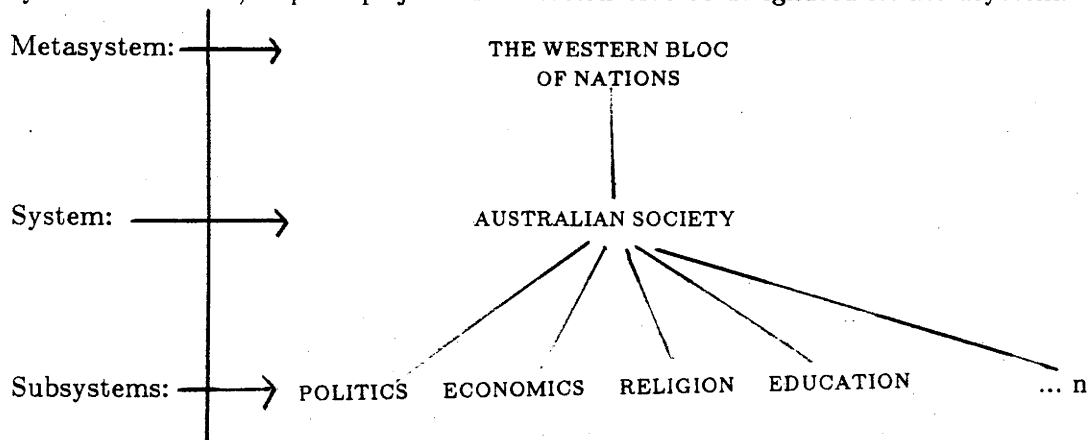 Metasystem:
THE WESTERN BLOC
OF NATIONS
System:
AUSTRALIAN SOCIETY
Subsystems:
POLITICS ECONOMICS RELIGION EDUCATION ... n